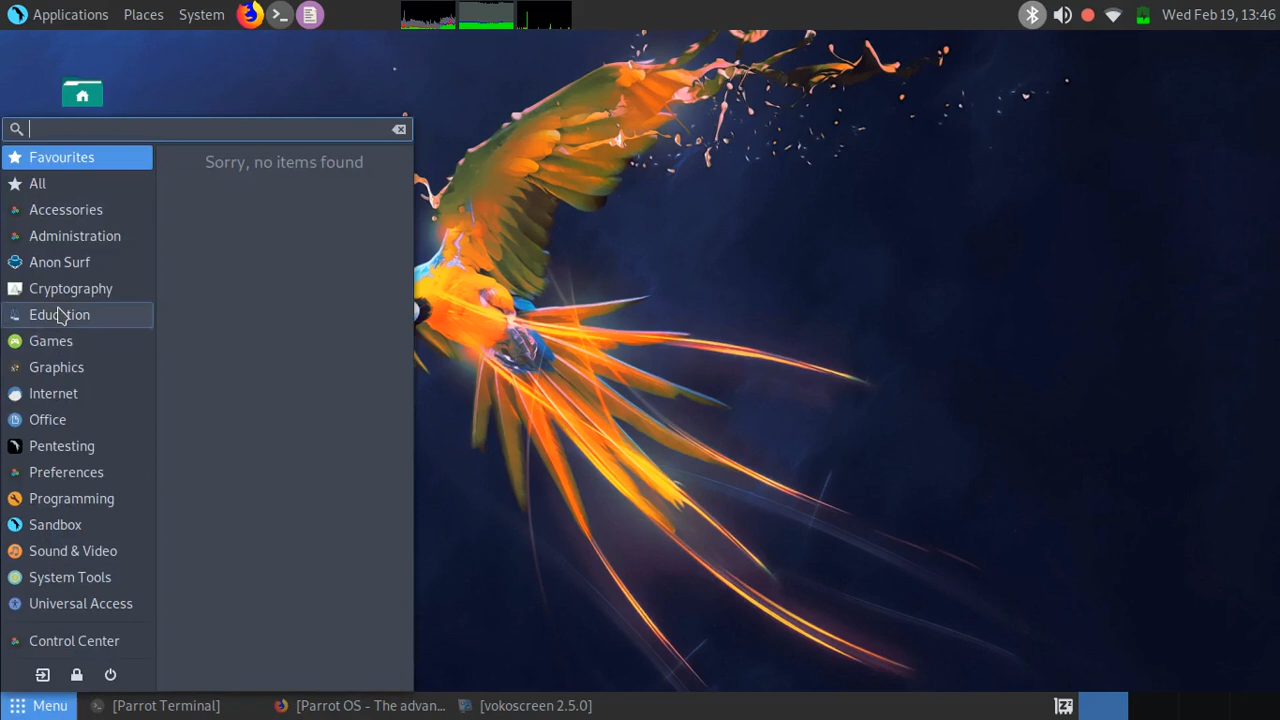 Applications Places System Wed Feb 19, 13:46
Favourites
Sorry, no items found
All
Accessories
Administration
Anon Surf
Cryptography
Education
Games
Graphics
Internet
Office
Pentesting
Preferences
Programming
Sandbox
Sound & Video
System Tools
Universal Access
Control Center
Menu [Parrot Terminal] [Parrot OS - The advan... [vokoscreen 2.5.0]